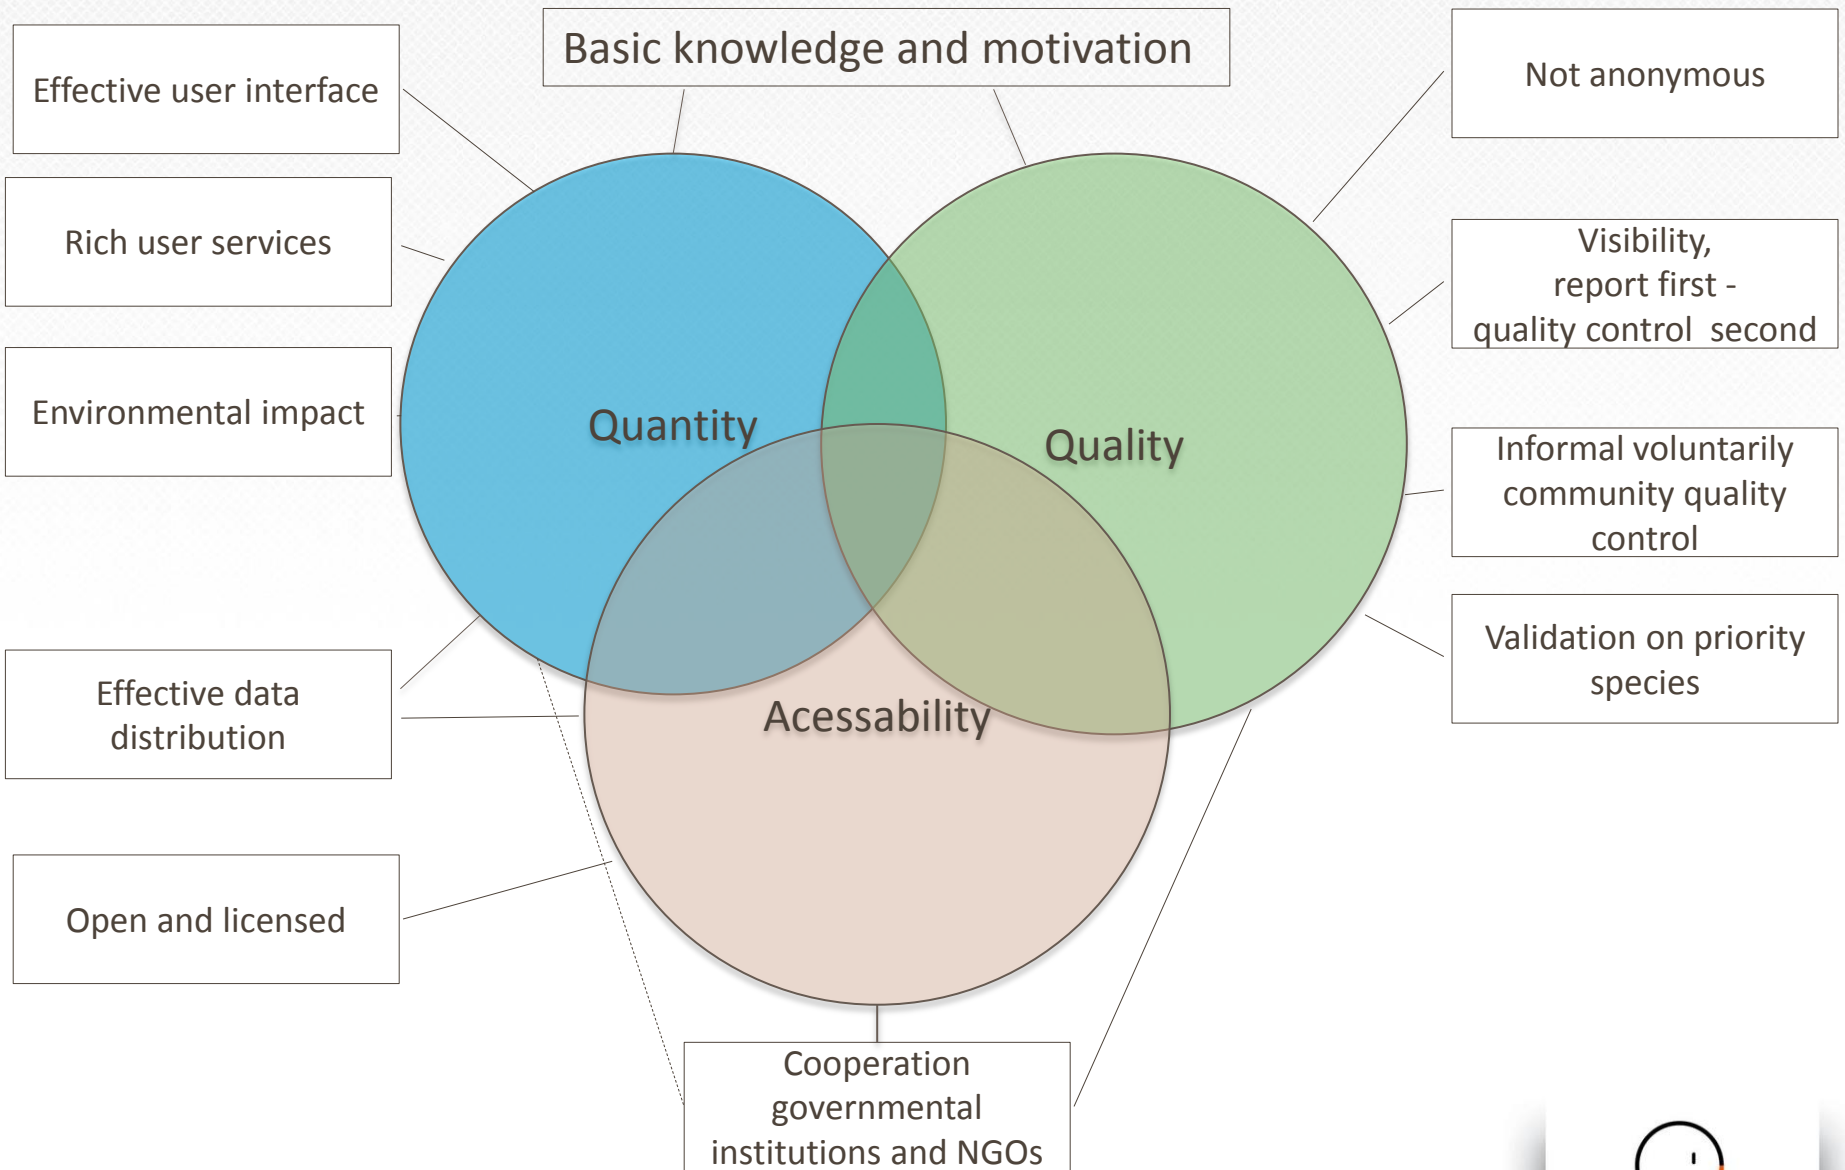 Basic knowledge and motivation
Effective user interface
Not anonymous
Rich user services
Visibility,
report first -
quality control  second
Environmental impact
Quantity
Quality
Informal voluntarily
community quality
control
Effective data
distribution
Acessability
Validation on priority
species
Open and licensed
Cooperation
governmental
institutions and NGOs